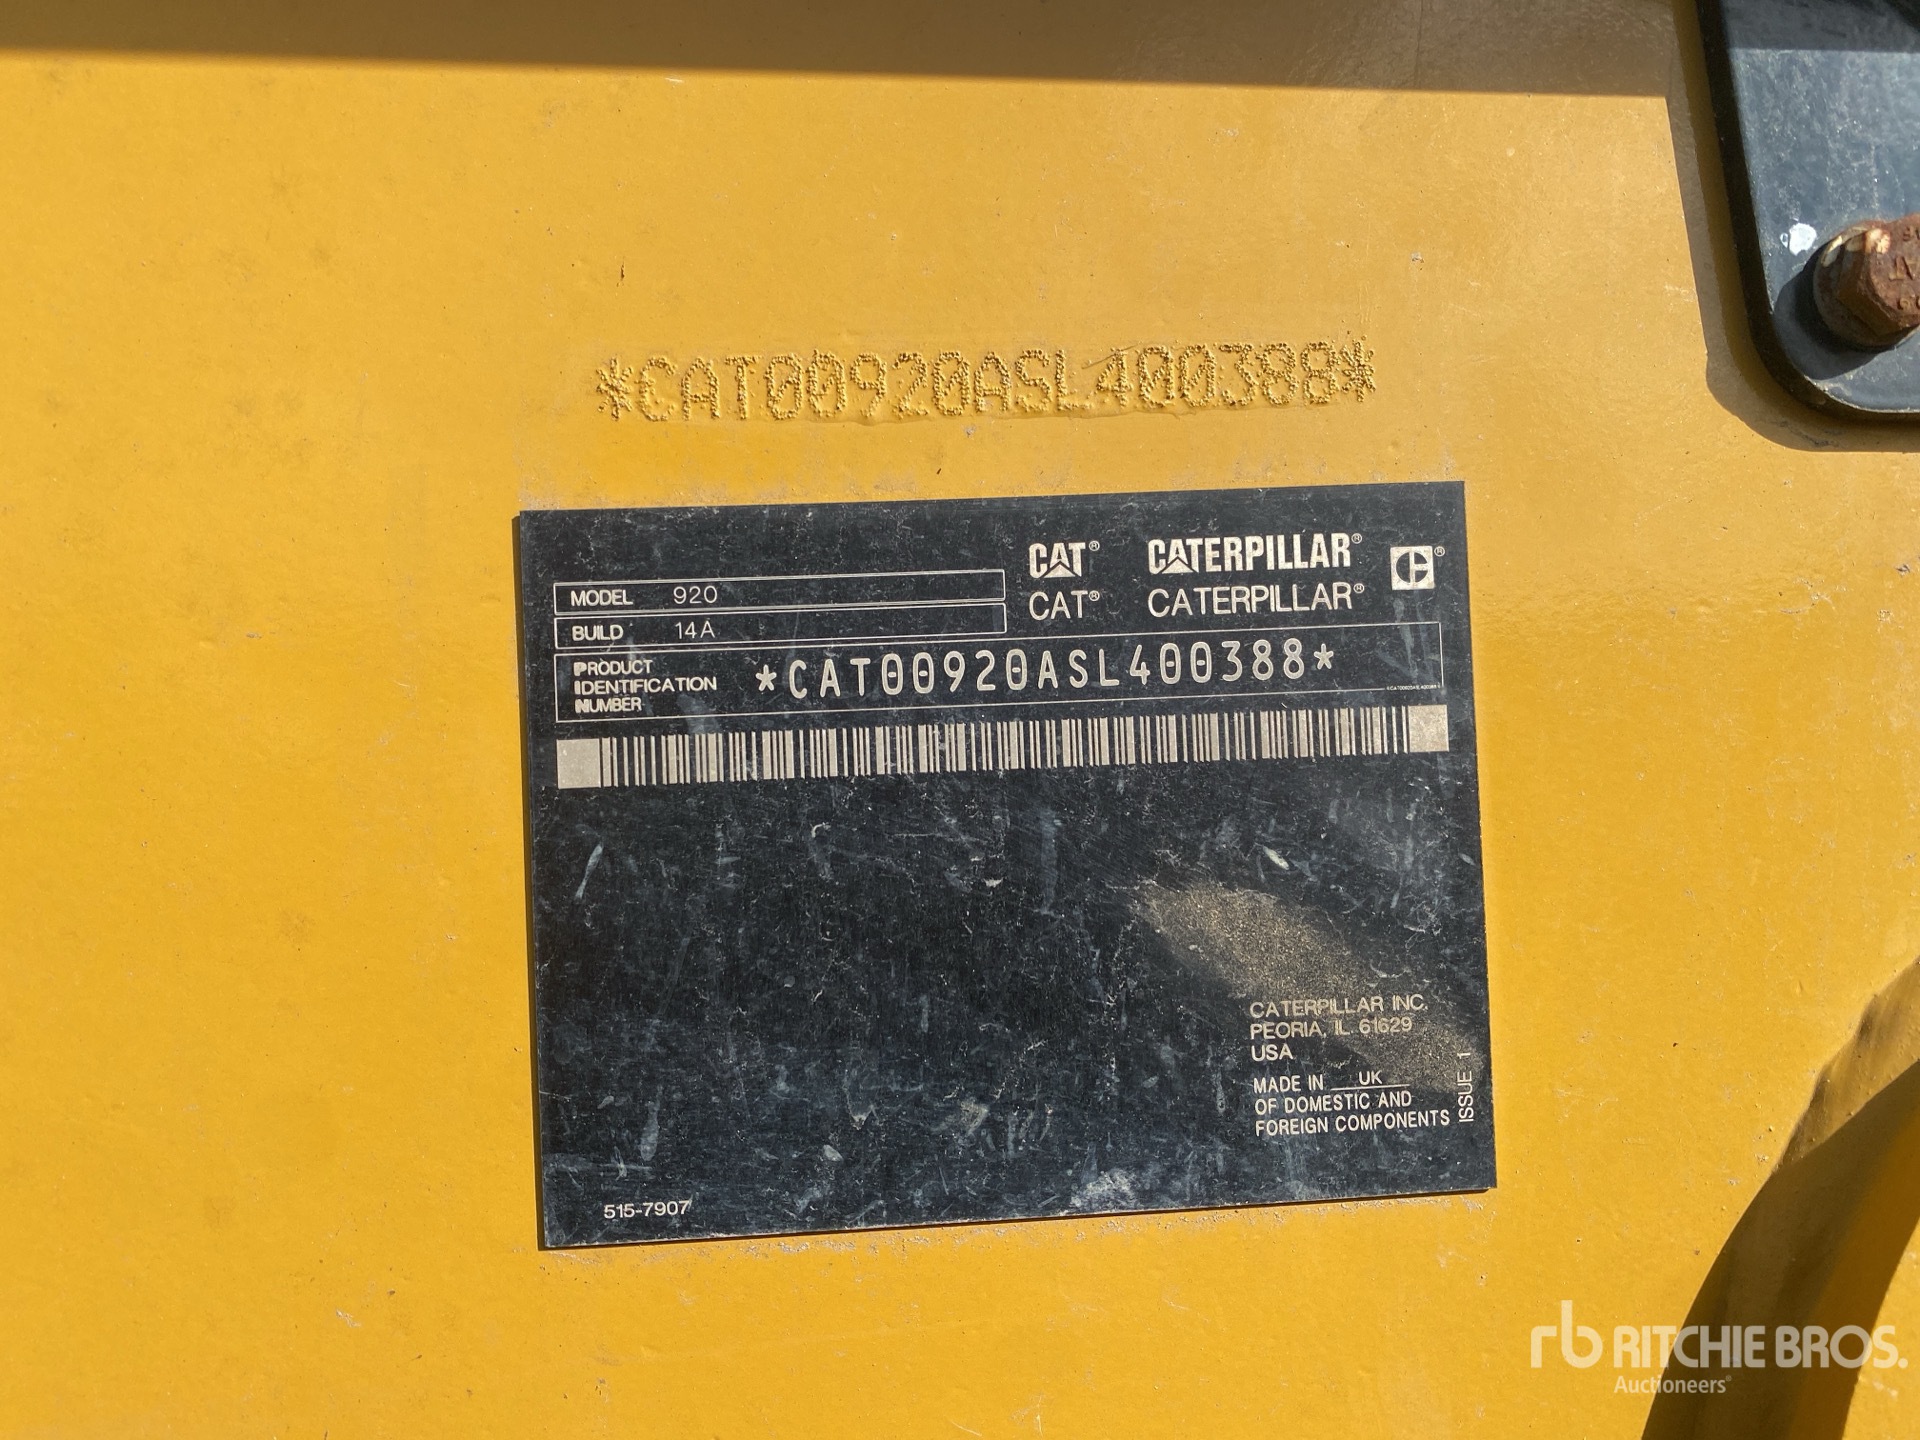 *CAT00920ASL400388*
CAT® CATERPILLAR®
CAT® CATERPILLAR®
MODEL 920
BUILD 14A
PRODUCT
IDENTIFICATION
NUMBER
*CAT00920ASL400388*
CATERPILLAR INC.
PEORIA, IL 61629
USA
MADE IN UK
OF DOMESTIC AND
FOREIGN COMPONENTS
ISSUE 1
515-7907
rb RITCHIE BROS.
Auctioneers®